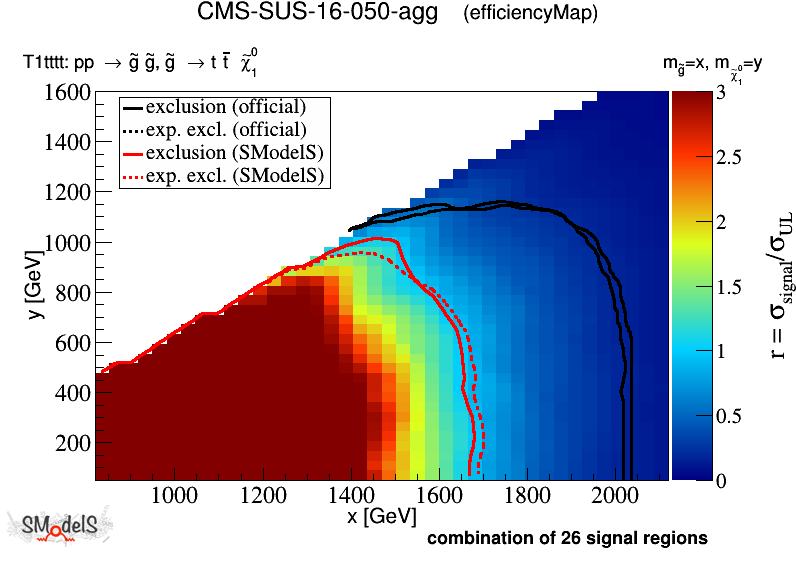 CMS-SUS-16-050-agg (efficiencyMap)
T1tttt: pp → g̃ g̃, g̃ → t t̄ χ̃₁⁰ m_g̃=x, m_χ̃₁⁰=y
exclusion (official)
exp. excl. (official)
exclusion (SModelS)
exp. excl. (SModelS)
1600
1400
1200
1000
800
600
400
200
y [GeV]
1000 1200 1400 1600 1800 2000
x [GeV]
3
2.5
2
1.5
1
0.5
0
r = σ_signal/σ_UL
SModelS
combination of 26 signal regions